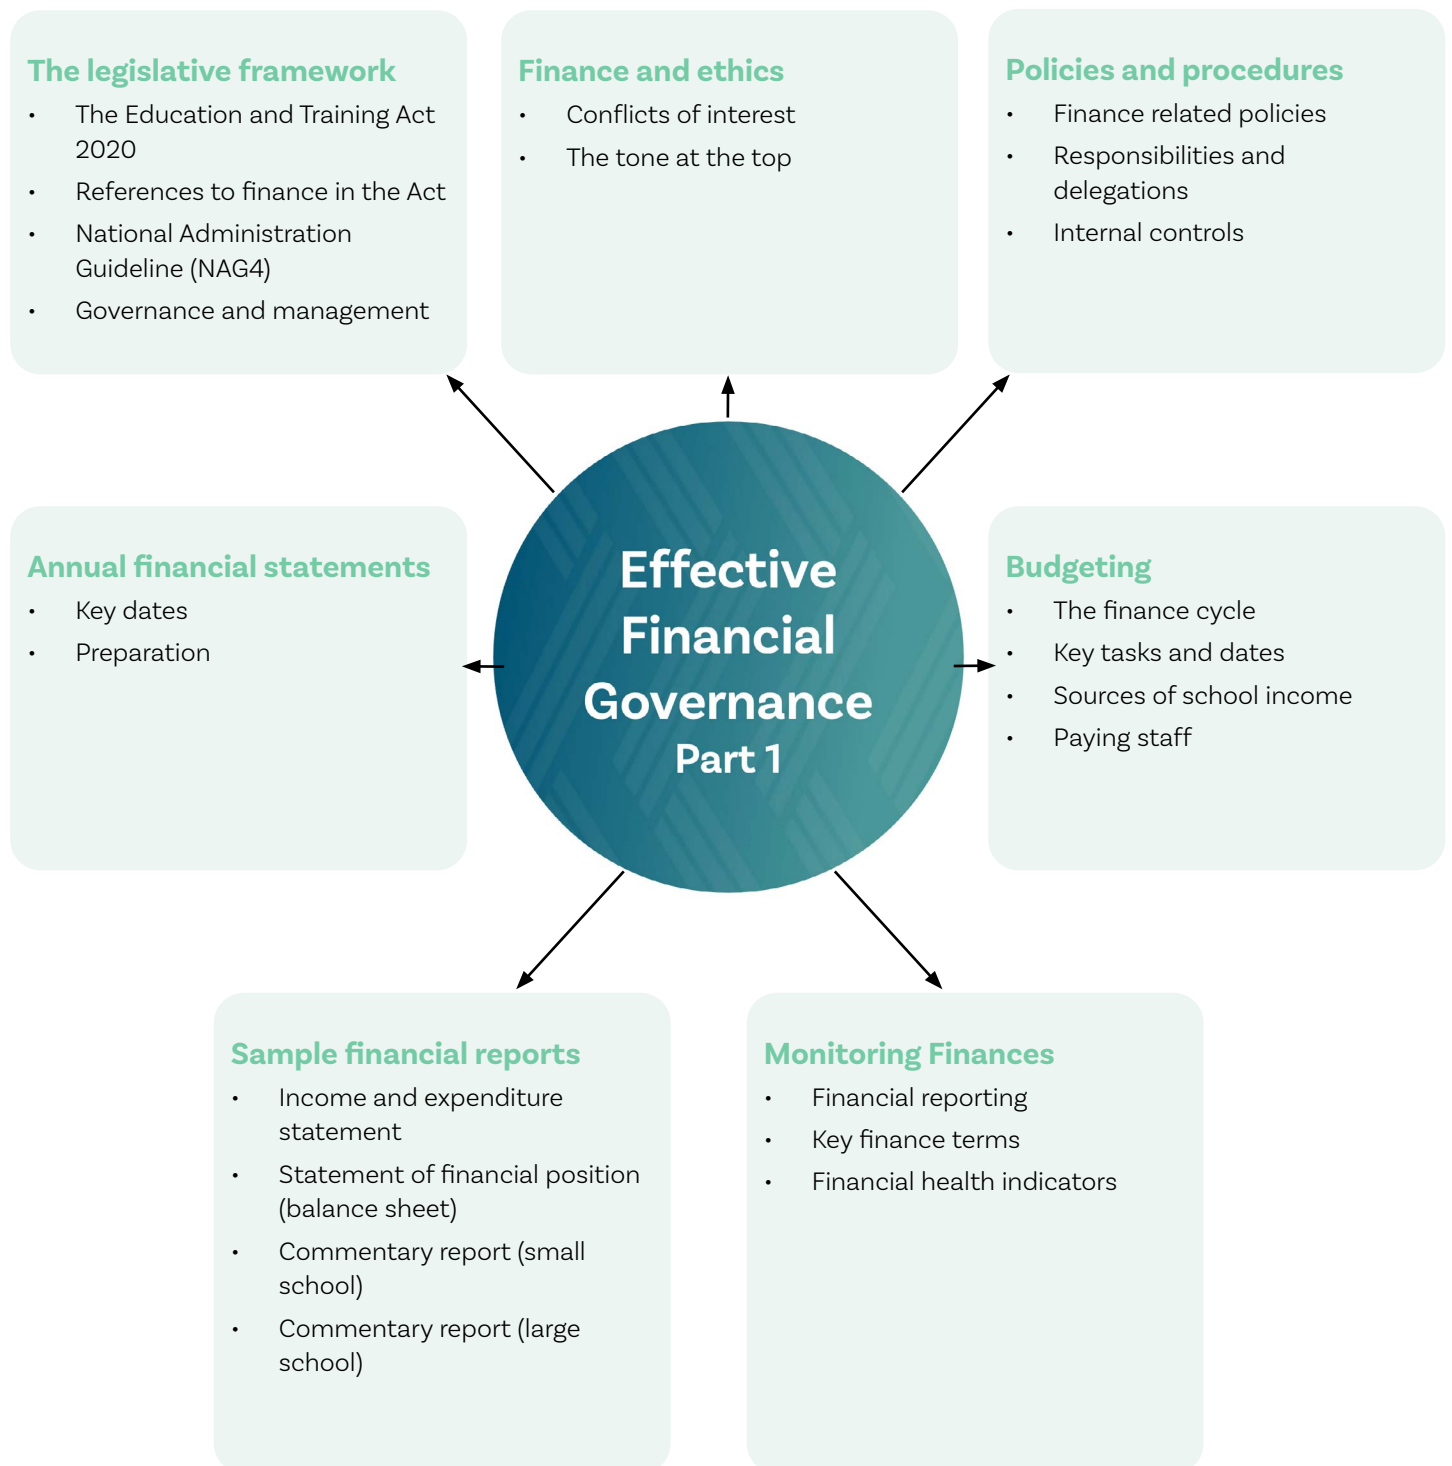 The legislative framework
• The Education and Training Act
2020
• References to finance in the Act
• National Administration
Guideline (NAG4)
• Governance and management
Finance and ethics
• Conflicts of interest
• The tone at the top
Policies and procedures
• Finance related policies
• Responsibilities and
delegations
• Internal controls
Annual financial statements
• Key dates
• Preparation
Effective
Financial
Governance
Part 1
Budgeting
• The finance cycle
• Key tasks and dates
• Sources of school income
• Paying staff
Sample financial reports
• Income and expenditure
statement
• Statement of financial position
(balance sheet)
• Commentary report (small
school)
• Commentary report (large
school)
Monitoring Finances
• Financial reporting
• Key finance terms
• Financial health indicators